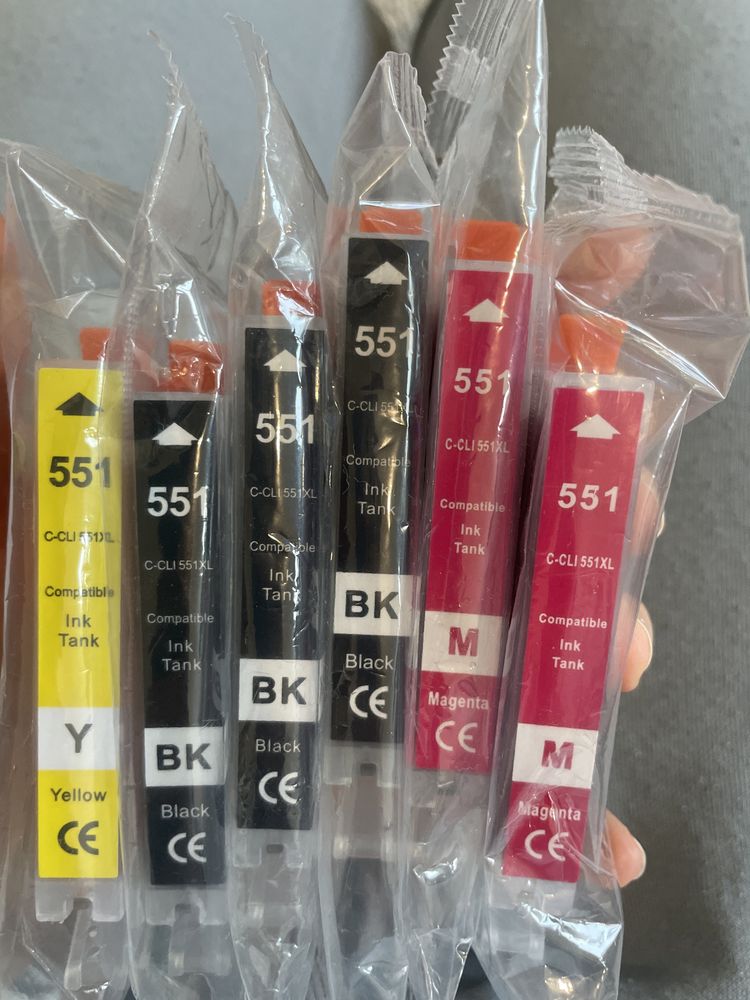 551
C-CLI 551XL
Compatible
Ink
Tank
Y
Yellow
CE
551
C-CLI 551XL
Compatible
Ink
Tank
BK
Black
CE
551
C-CLI 551XL
Compatible
Ink
Tank
BK
Black
CE
551
C-CLI 551XL
Compatible
Ink
Tank
BK
Black
CE
551
C-CLI 551XL
Compatible
Ink
Tank
M
Magenta
CE
551
C-CLI 551XL
Compatible
Ink
Tank
M
Magenta
CE